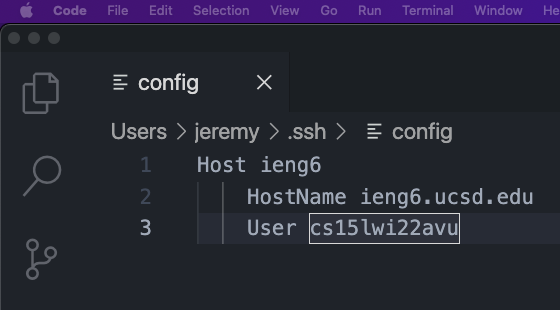 Code File Edit Selection View Go Run Terminal Window He
config
Users > jeremy > .ssh > config
1 Host ieng6
2 HostName ieng6.ucsd.edu
3 User cs15lwi22avu